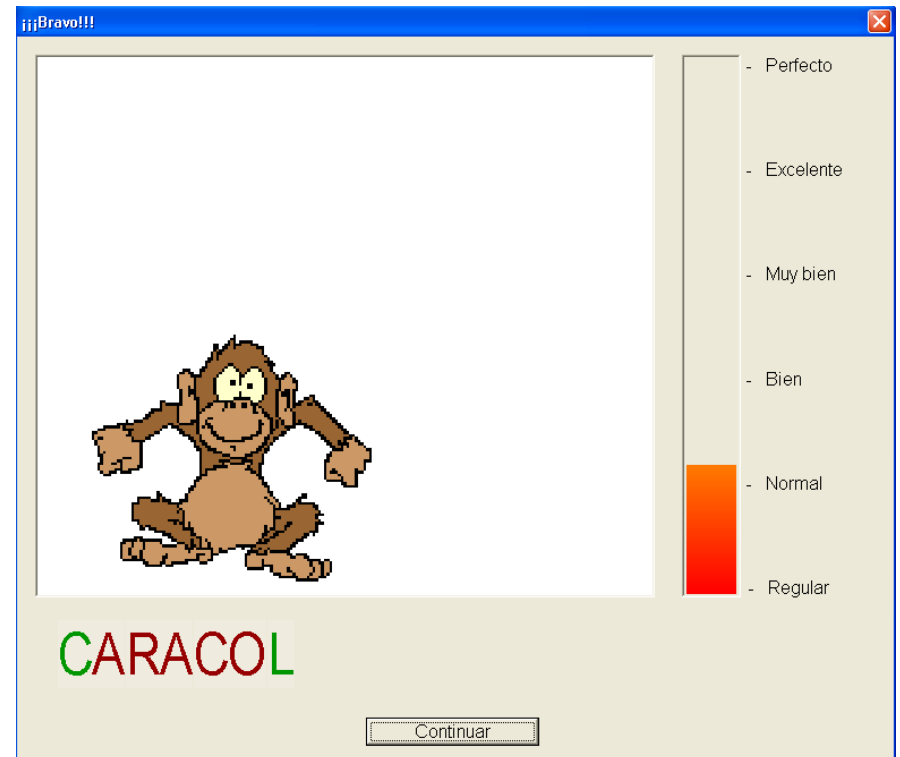 ¡¡¡Bravo!!!
- Perfecto
- Excelente
- Muy bien
- Bien
- Normal
- Regular
CARACOL
Continuar